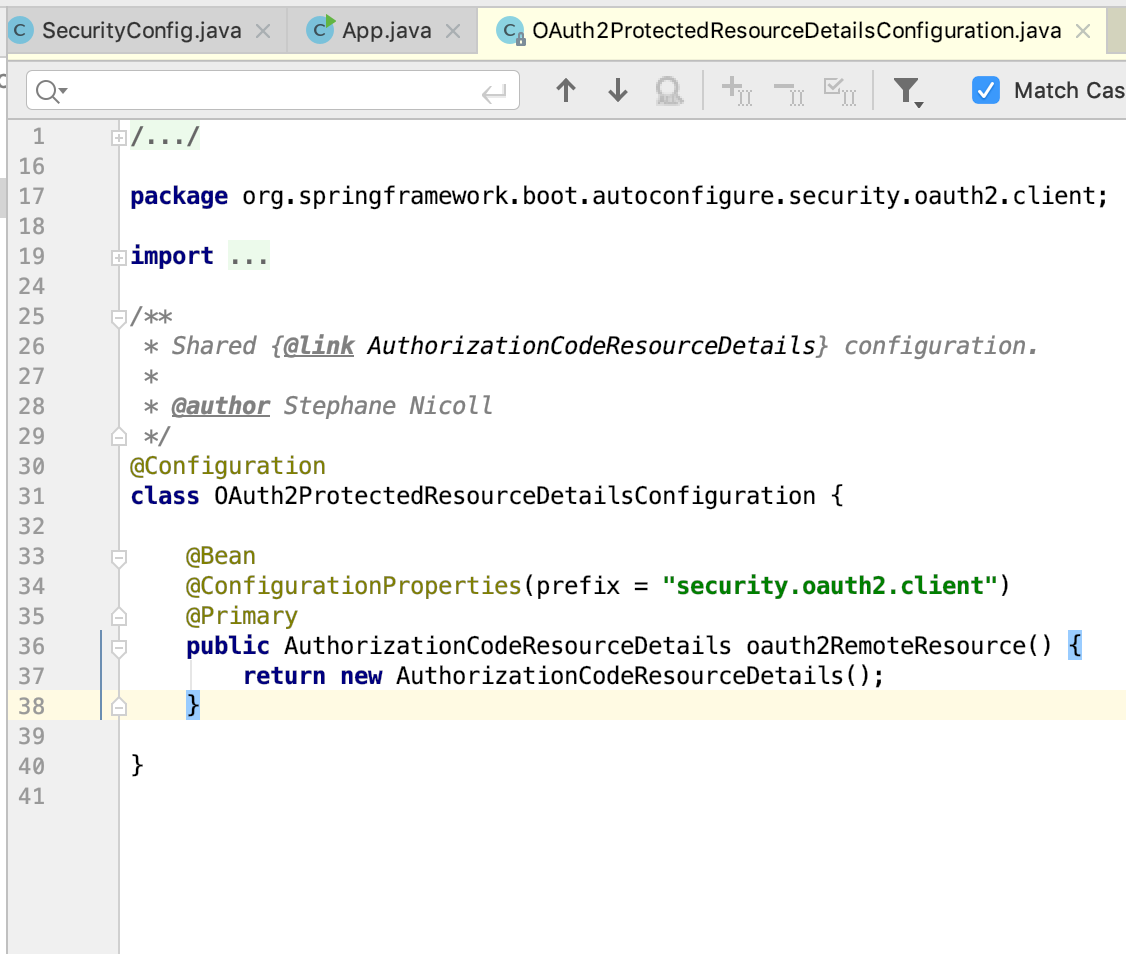 SecurityConfig.java App.java OAuth2ProtectedResourceDetailsConfiguration.java
Match Cas
1 /.../
16
17 package org.springframework.boot.autoconfigure.security.oauth2.client;
18
19 import ...
24
25 /**
26 * Shared {@link AuthorizationCodeResourceDetails} configuration.
27 *
28 * @author Stephane Nicoll
29 */
30 @Configuration
31 class OAuth2ProtectedResourceDetailsConfiguration {
32
33 @Bean
34 @ConfigurationProperties(prefix = "security.oauth2.client")
35 @Primary
36 public AuthorizationCodeResourceDetails oauth2RemoteResource() {
37 return new AuthorizationCodeResourceDetails();
38 }
39
40 }
41